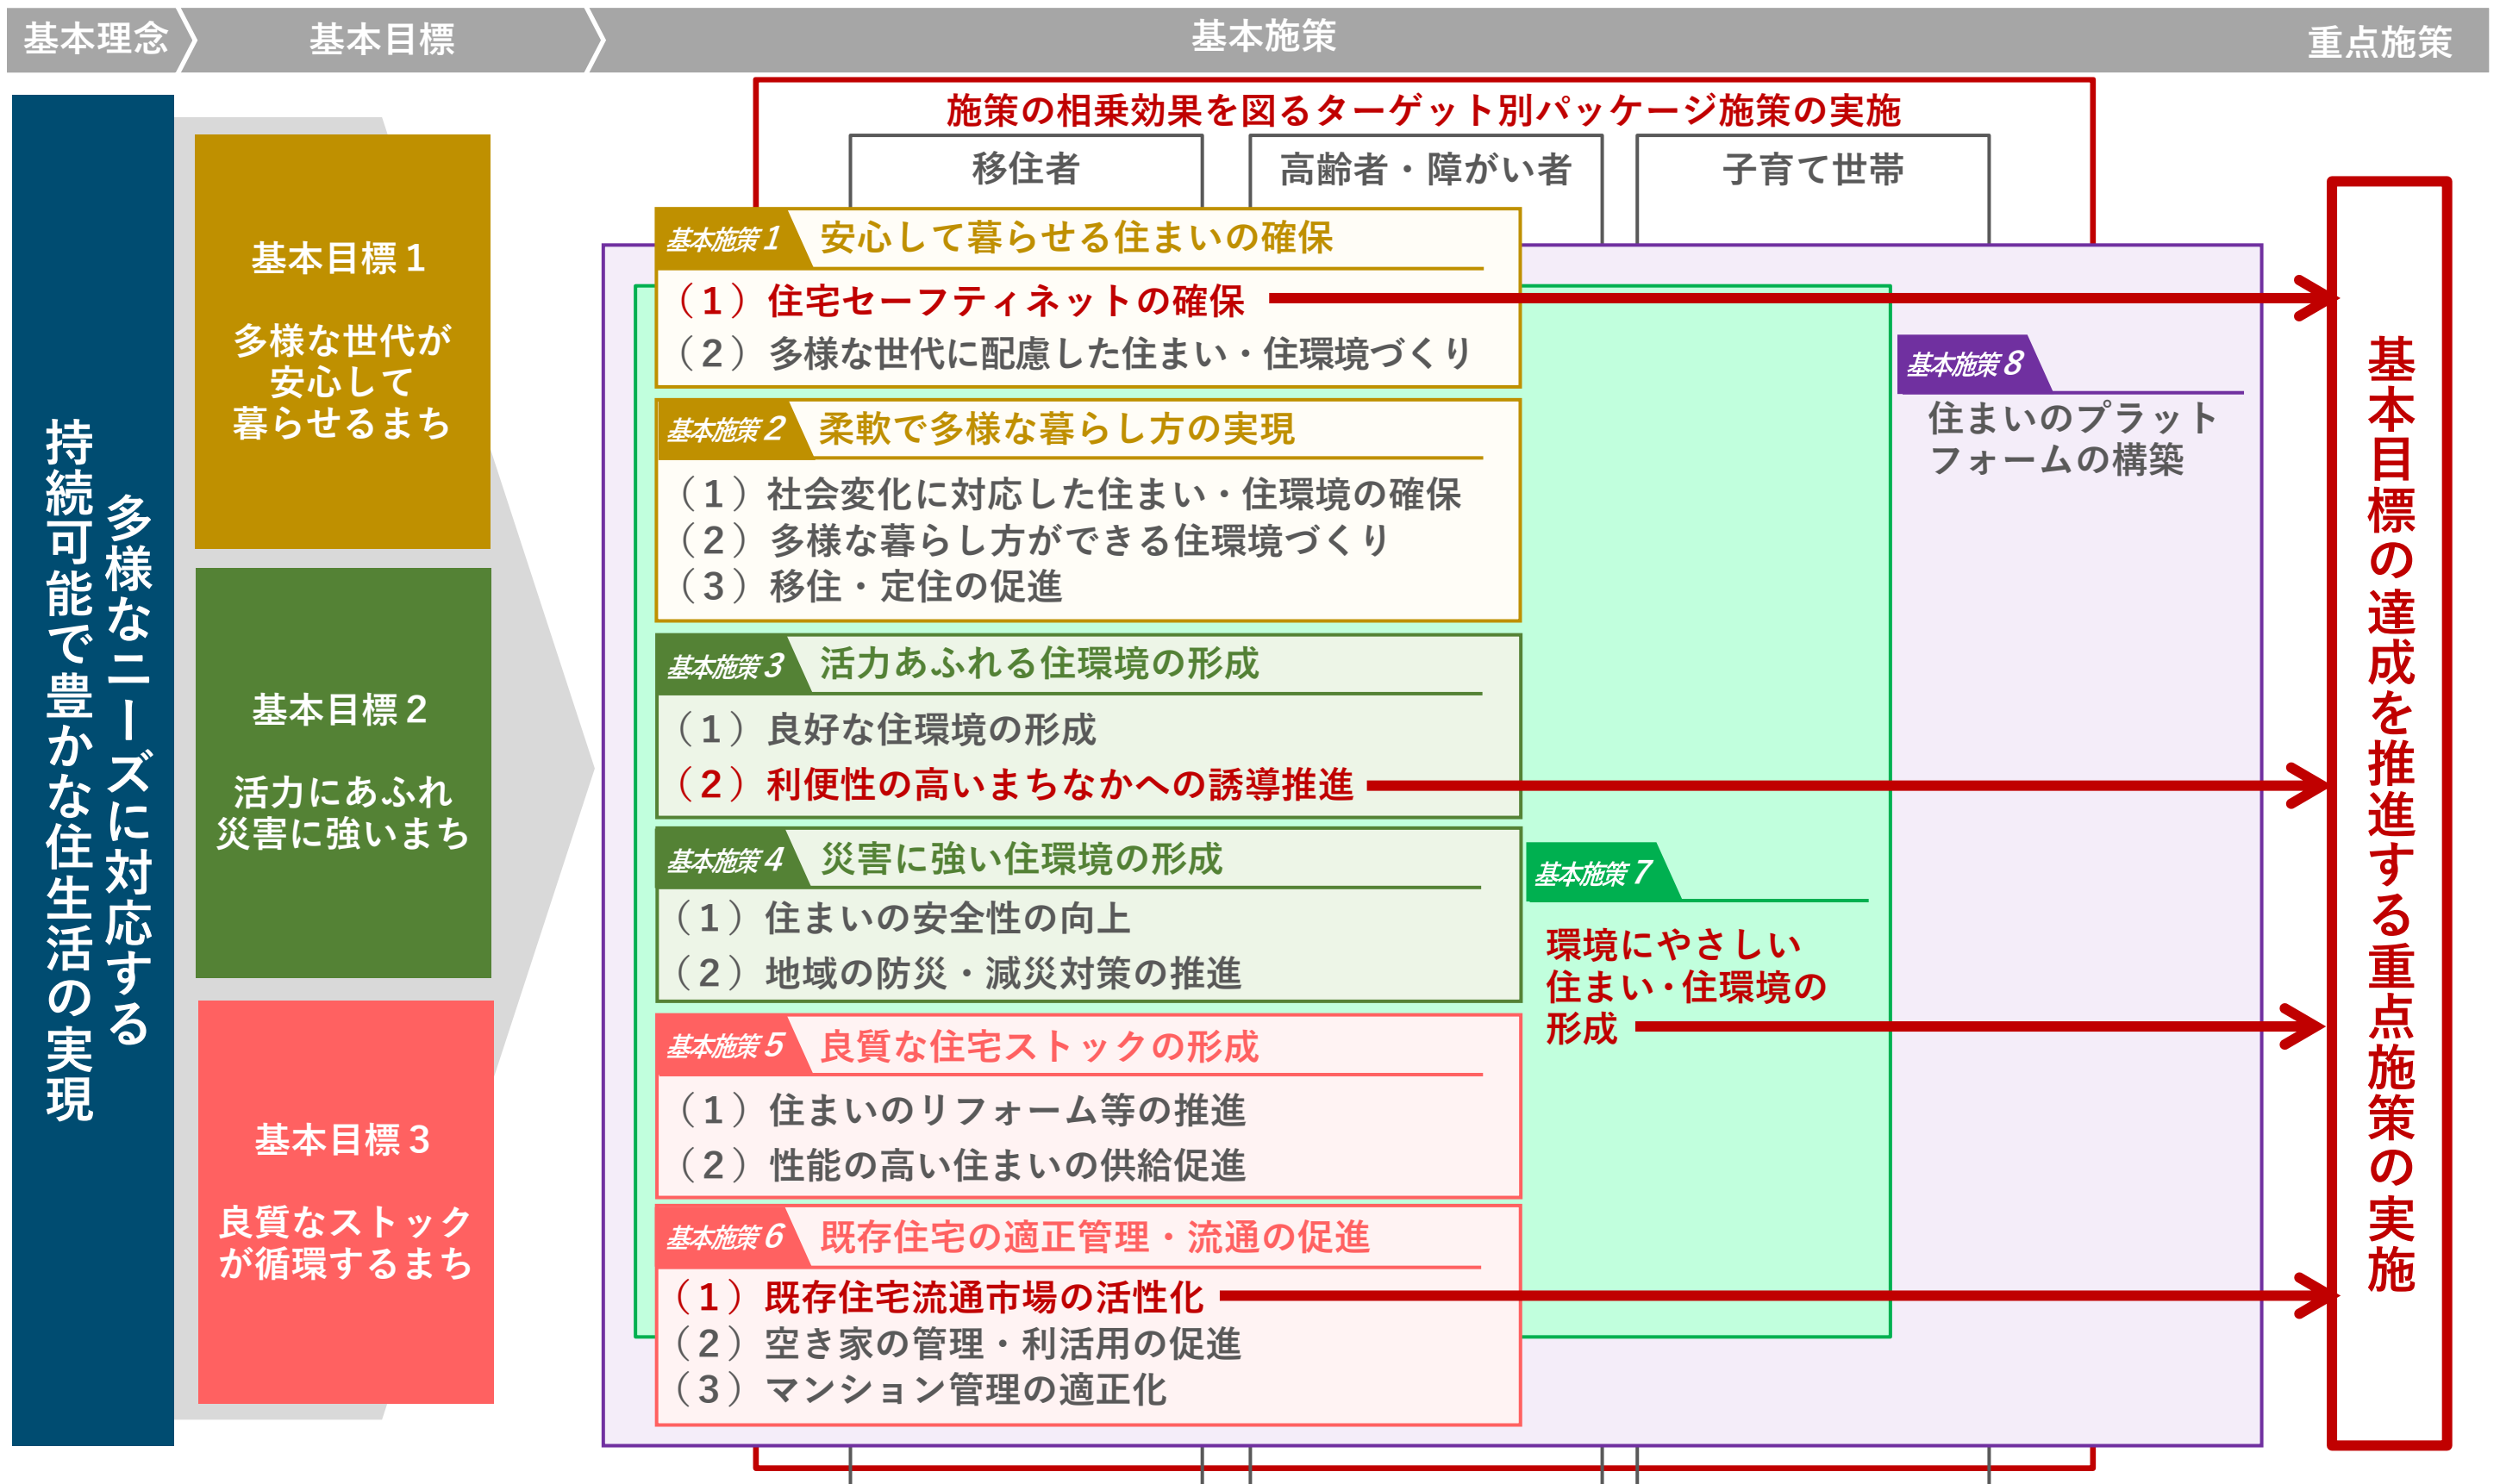 基本理念
基本目標
基本施策
重点施策
多様なニーズに対応する
持続可能で豊かな住生活の実現
基本目標１
多様な世代が
安心して
暮らせるまち
基本目標２
活力にあふれ
災害に強いまち
基本目標３
良質なストック
が循環するまち
施策の相乗効果を図るターゲット別パッケージ施策の実施
移住者
高齢者・障がい者
子育て世帯
基本施策１ 安心して暮らせる住まいの確保
（１）住宅セーフティネットの確保
（２）多様な世代に配慮した住まい・住環境づくり
基本施策２ 柔軟で多様な暮らし方の実現
（１）社会変化に対応した住まい・住環境の確保
（２）多様な暮らし方ができる住環境づくり
（３）移住・定住の促進
基本施策３ 活力あふれる住環境の形成
（１）良好な住環境の形成
（２）利便性の高いまちなかへの誘導推進
基本施策４ 災害に強い住環境の形成
（１）住まいの安全性の向上
（２）地域の防災・減災対策の推進
基本施策５ 良質な住宅ストックの形成
（１）住まいのリフォーム等の推進
（２）性能の高い住まいの供給促進
基本施策６ 既存住宅の適正管理・流通の促進
（１）既存住宅流通市場の活性化
（２）空き家の管理・利活用の促進
（３）マンション管理の適正化
基本施策７
環境にやさしい
住まい・住環境の
形成
基本施策８
住まいのプラット
フォームの構築
基本目標の達成を推進する重点施策の実施